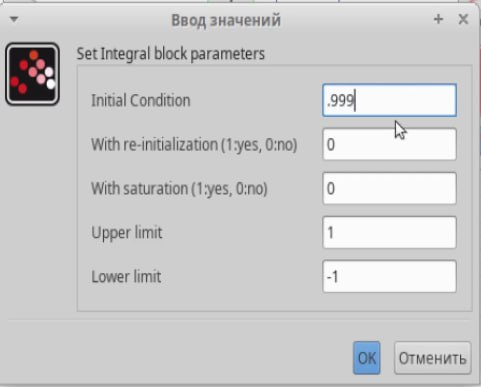 Ввод значений
Set Integral block parameters
Initial Condition .999
With re-initialization (1:yes, 0:no) 0
With saturation (1:yes, 0:no) 0
Upper limit 1
Lower limit -1
OK Отменить